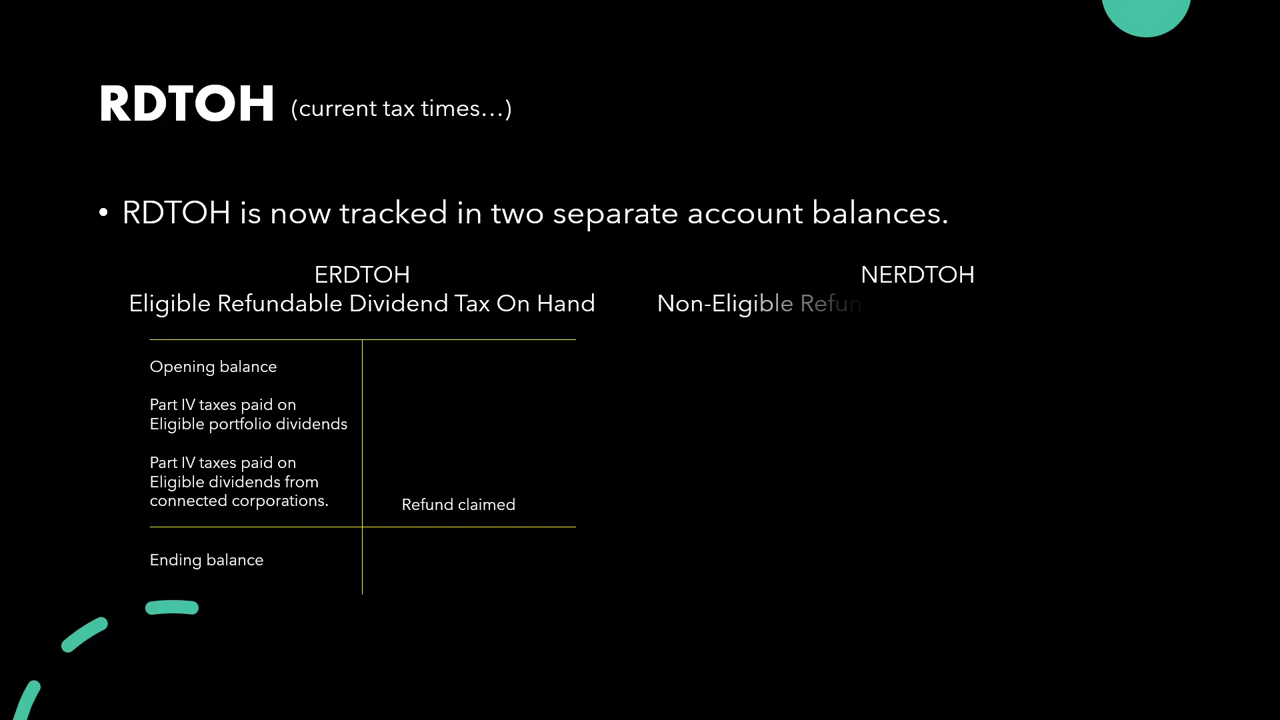 RDTOH (current tax times...)
• RDTOH is now tracked in two separate account balances.
ERDTOH
Eligible Refundable Dividend Tax On Hand
NERDTOH
Non-Eligible Refun
Opening balance
Part IV taxes paid on
Eligible portfolio dividends
Part IV taxes paid on
Eligible dividends from
connected corporations.
Refund claimed
Ending balance